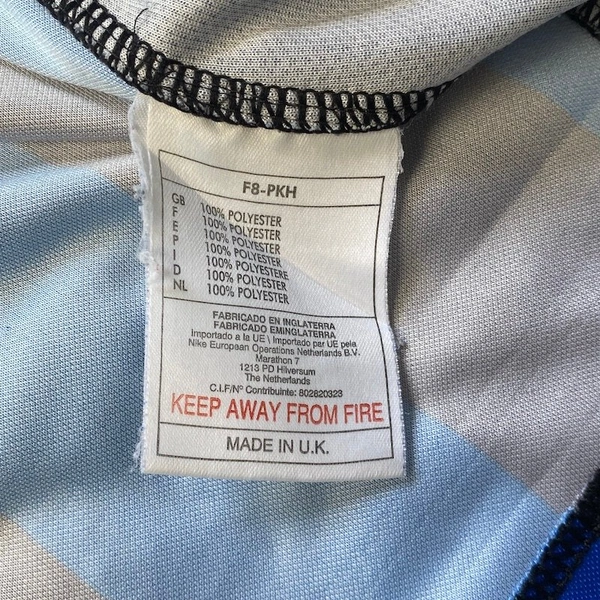 F8-PKH
GB 100% POLYESTER
F 100% POLYESTER
E 100% POLYESTER
P 100% POLYESTER
I 100% POLIESTERE
D 100% POLYESTER
NL 100% POLYESTER
FABRICADO EN INGLATERRA
FABRICADO EMINGLATERRA
Importado a la UE \ Importado par UE pela
Nike European Operations Netherlands B.V.
Marathon 7
1213 PD Hilversum
The Netherlands
C.I.F/Nº Contribuinte: 802820323
KEEP AWAY FROM FIRE
MADE IN U.K.